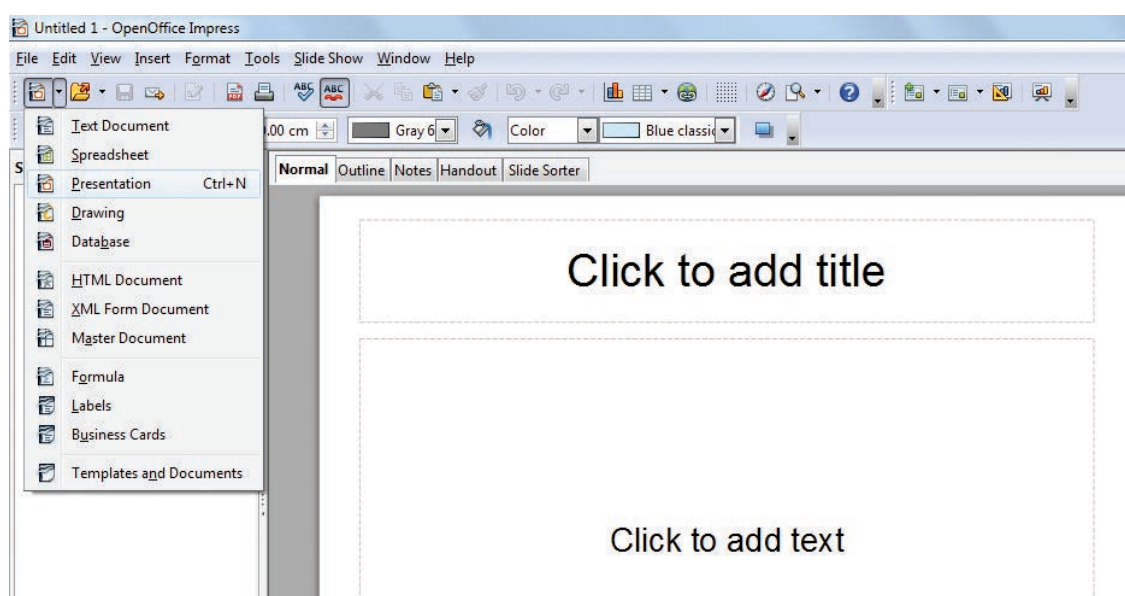 Untitled 1 - OpenOffice Impress
File Edit View Insert Format Tools Slide Show Window Help
ABC ABC
Text Document
.00 cm Gray 6 Color Blue classic
Spreadsheet
S
Normal Outline Notes Handout Slide Sorter
Presentation Ctrl+N
Drawing
Database
HTML Document
XML Form Document
Master Document
Formula
Labels
Business Cards
Templates and Documents
Click to add title
Click to add text